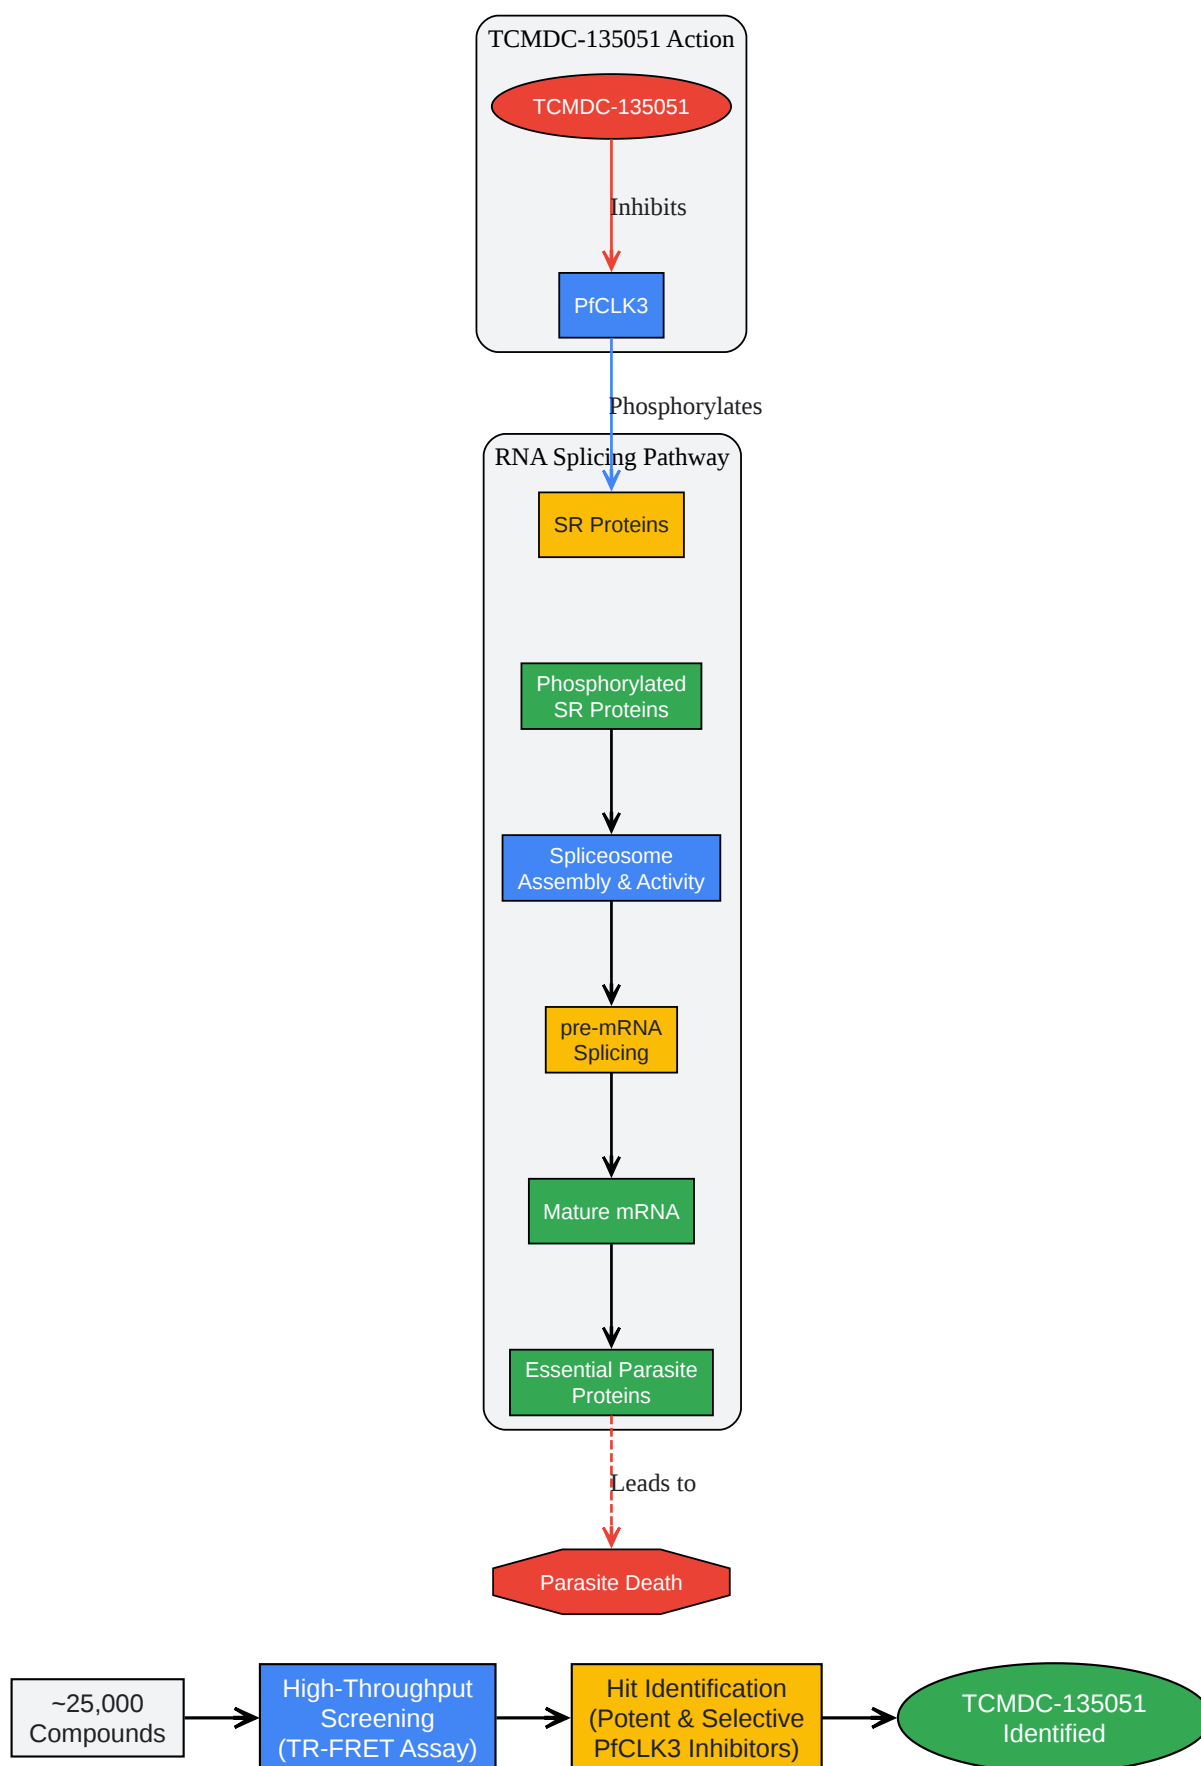 TCMDC-135051 Action
TCMDC-135051
Inhibits
PfCLK3
Phosphorylates
RNA Splicing Pathway
SR Proteins
Phosphorylated
SR Proteins
Spliceosome
Assembly & Activity
pre-mRNA
Splicing
Mature mRNA
Essential Parasite
Proteins
Leads to
Parasite Death
~25,000
Compounds
High-Throughput
Screening
(TR-FRET Assay)
Hit Identification
(Potent & Selective
PfCLK3 Inhibitors)
TCMDC-135051
Identified